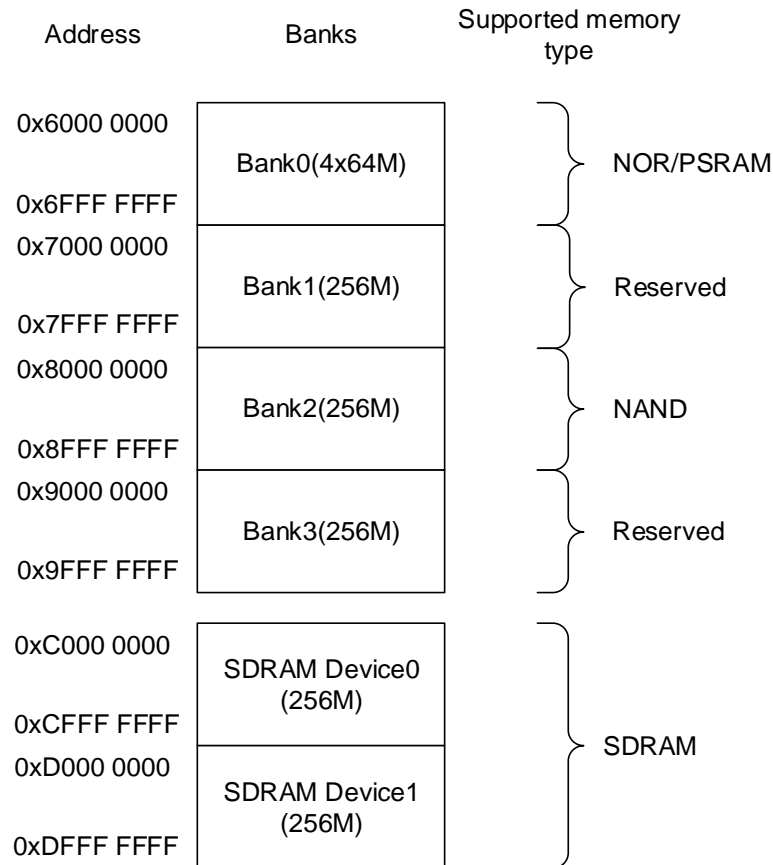 Address
Banks
Supported memory
type
0x6000 0000
Bank0(4x64M)
NOR/PSRAM
0x6FFF FFFF
0x7000 0000
Bank1(256M)
Reserved
0x7FFF FFFF
0x8000 0000
Bank2(256M)
NAND
0x8FFF FFFF
0x9000 0000
Bank3(256M)
Reserved
0x9FFF FFFF
0xC000 0000
SDRAM Device0
(256M)
0xCFFF FFFF
SDRAM
0xD000 0000
SDRAM Device1
(256M)
0xDFFF FFFF